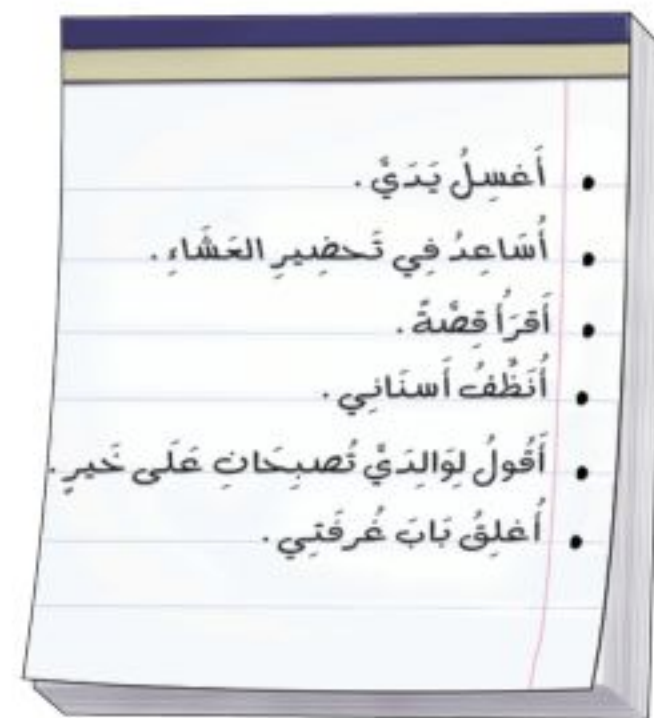 • أَغسِلُ يَدَيَّ.
• أُسَاعِدُ فِي تَحضِيرِ العَشَاءِ.
• أَقرَأُ قِصَّةً.
• أُنَظِّفُ أَسنَانِي.
• أَقُولُ لِوَالِدَيَّ تُصبِحَانِ عَلَى خَيرٍ.
• أُغلِقُ بَابَ غُرفَتِي.